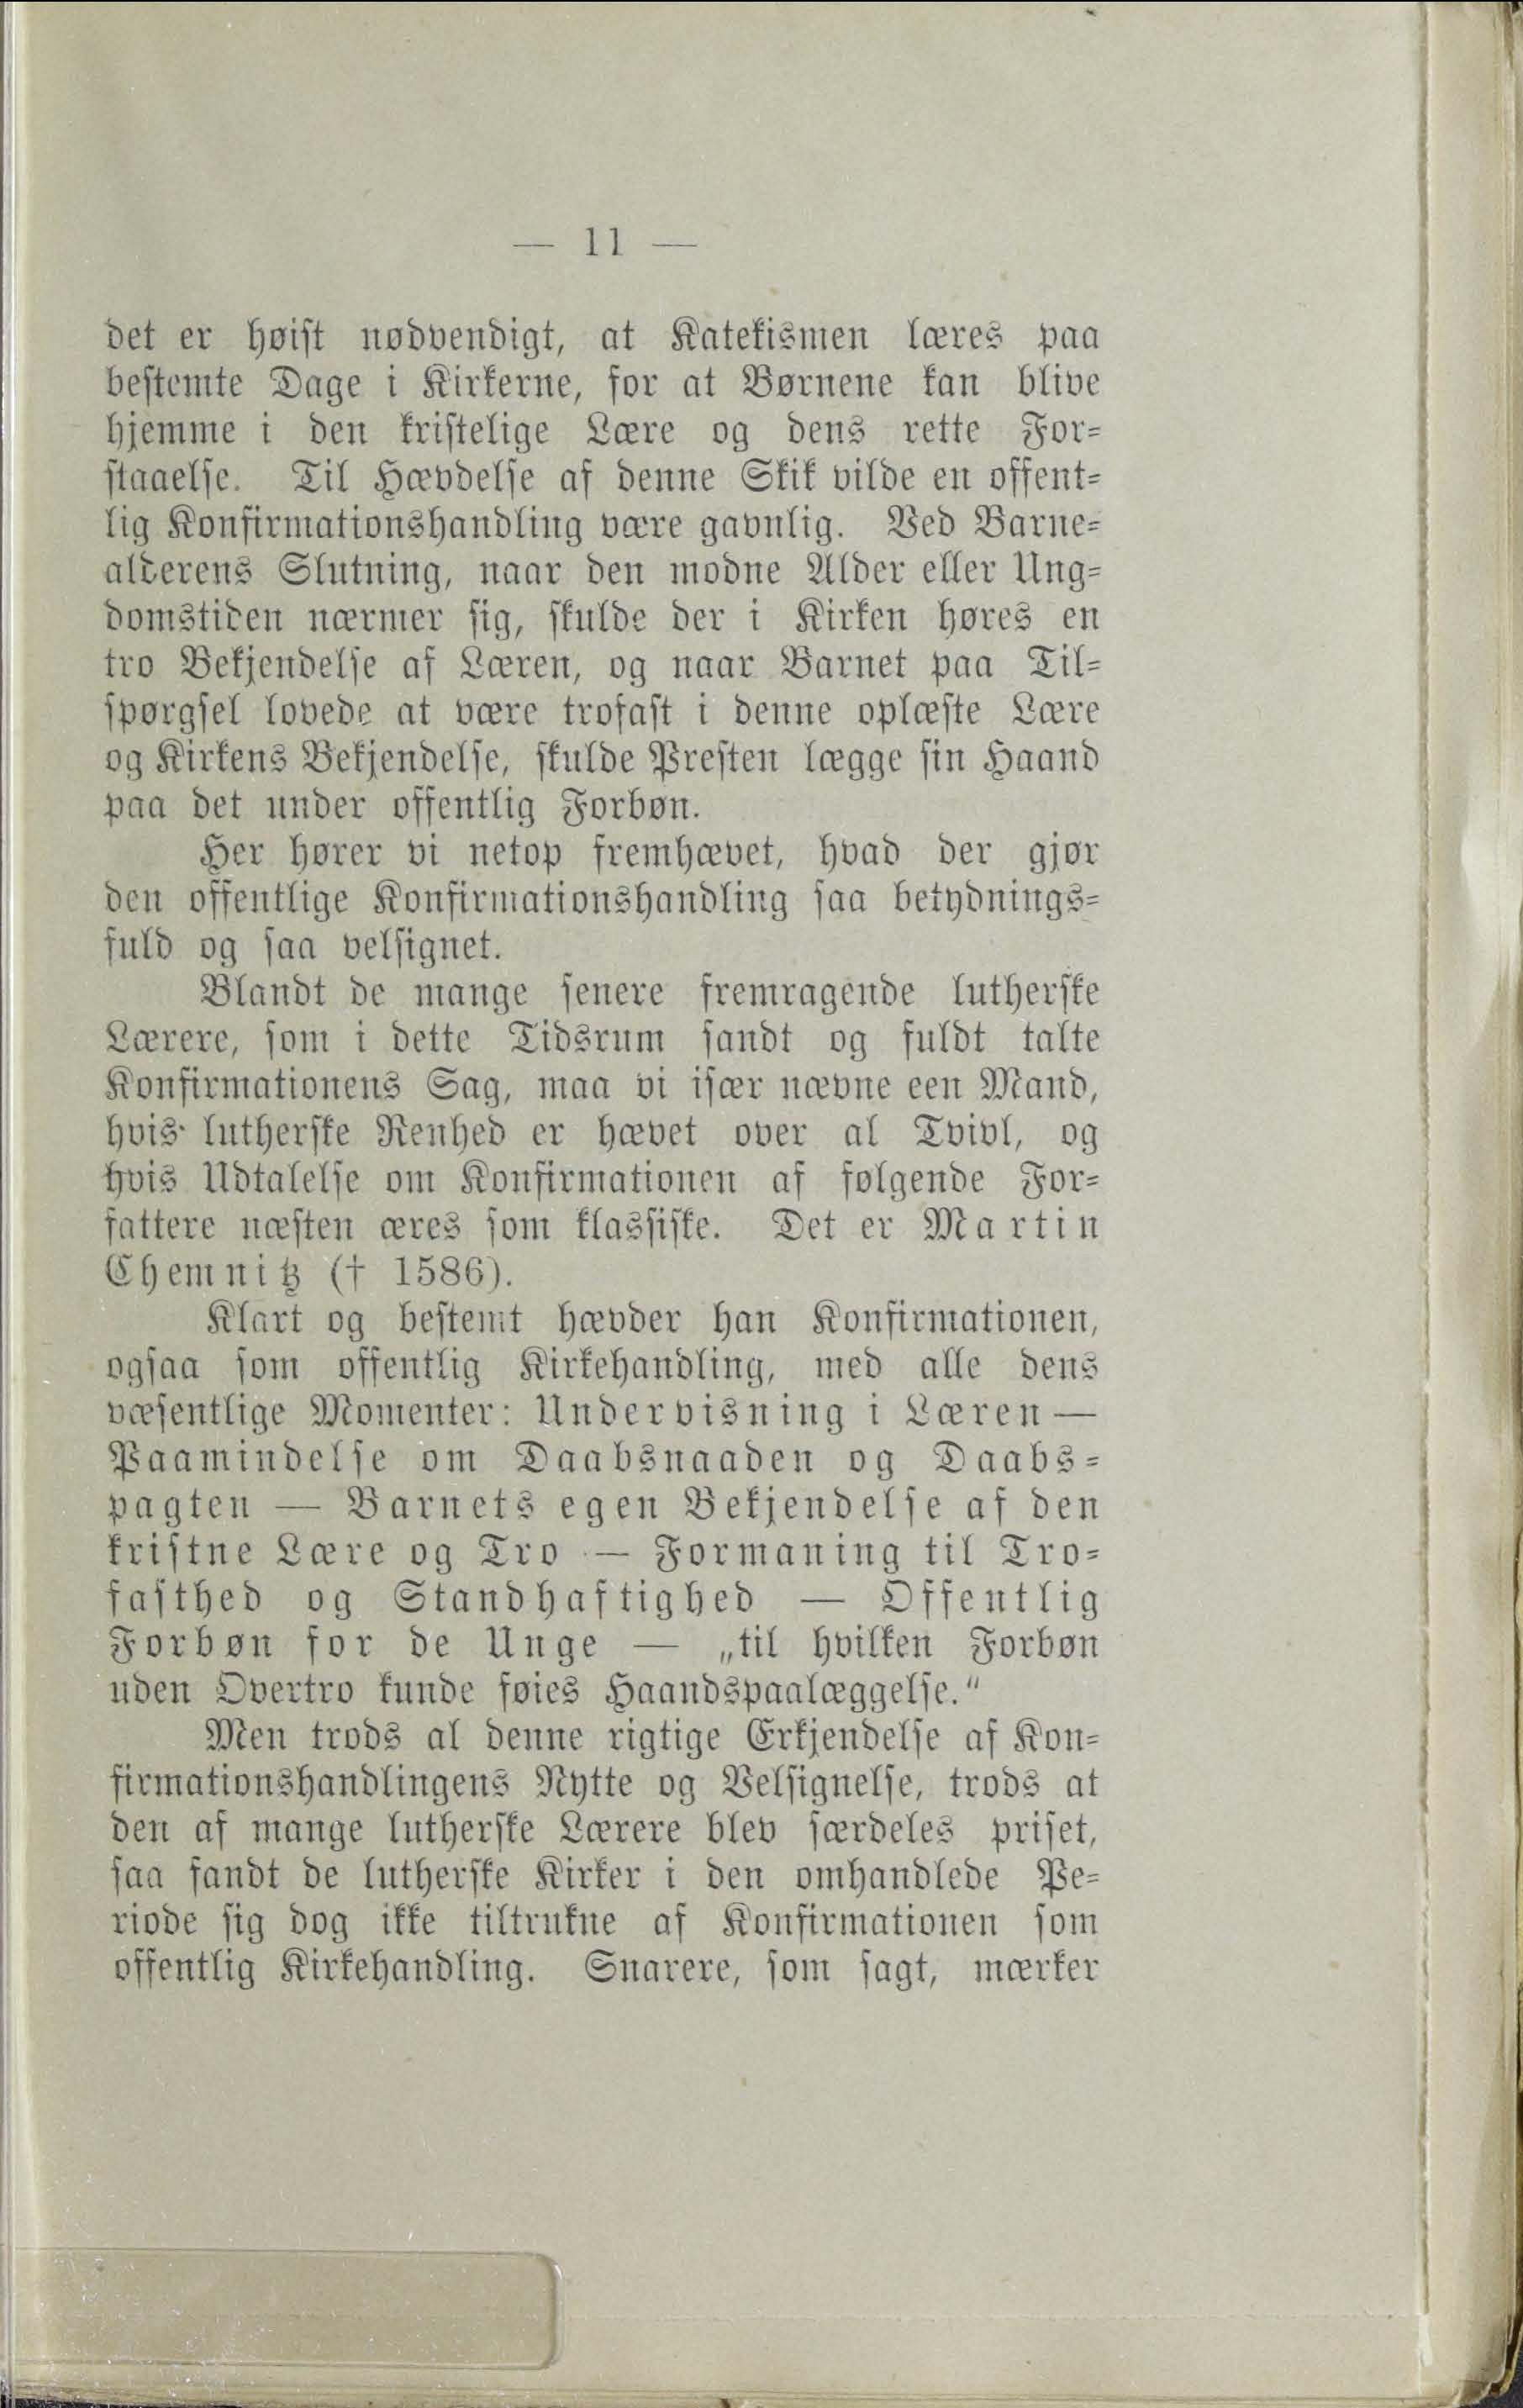 — 11 —
det er høist nødvendigt, at Katekismen læres paa
bestemte Dage i Kirkerne, for at Børnene kan blive
hjemme i den kristelige Lære og dens rette For-
staaelse. Til Hævdelse af denne Skik vilde en offent-
lig Konfirmationshandling være gavnlig. Ved Barne-
alderens Slutning, naar den modne Alder eller Ung-
domstiden nærmer sig, skulde der i Kirken høres en
tro Bekjendelse af Læren, og naar Barnet paa Til-
spørgsel lovede at være trofast i denne oplæste Lære
og Kirkens Bekjendelse, skulde Presten lægge sin Haand
paa det under offentlig Forbøn.
Her hører vi netop fremhævet, hvad der gjør
den offentlige Konfirmationshandling saa betydnings-
fuld og saa velsignet.
Blandt de mange senere fremragende lutherske
Lærere, som i dette Tidsrum sandt og fuldt talte
Konfirmationens Sag, maa vi især nævne een Mand,
hvis lutherske Renhed er hævet over al Tvivl, og
hvis Udtalelse om Konfirmationen af følgende For-
fattere næsten æres som klassiske. Det er Martin
Chemnitz († 1586).
Klart og bestemt hævder han Konfirmationen,
ogsaa som offentlig Kirkehandling, med alle dens
væsentlige Momenter: Undervisning i Læren —
Paamindelse om Daabsnaaden og Daabs-
pagten — Barnets egen Bekjendelse af den
kristne Lære og Tro — Formaning til Tro-
fasthed og Standhaftighed — Offentlig
Forbøn for de Unge — „til hvilken Forbøn
uden Overtro kunde føies Haandspaalæggelse.“
Men trods al denne rigtige Erkjendelse af Kon-
firmationshandlingens Nytte og Velsignelse, trods at
den af mange lutherske Lærere blev særdeles priset,
saa fandt de lutherske Kirker i den omhandlede Pe-
riode sig dog ikke tiltrukne af Konfirmationen som
offentlig Kirkehandling. Snarere, som sagt, mærker